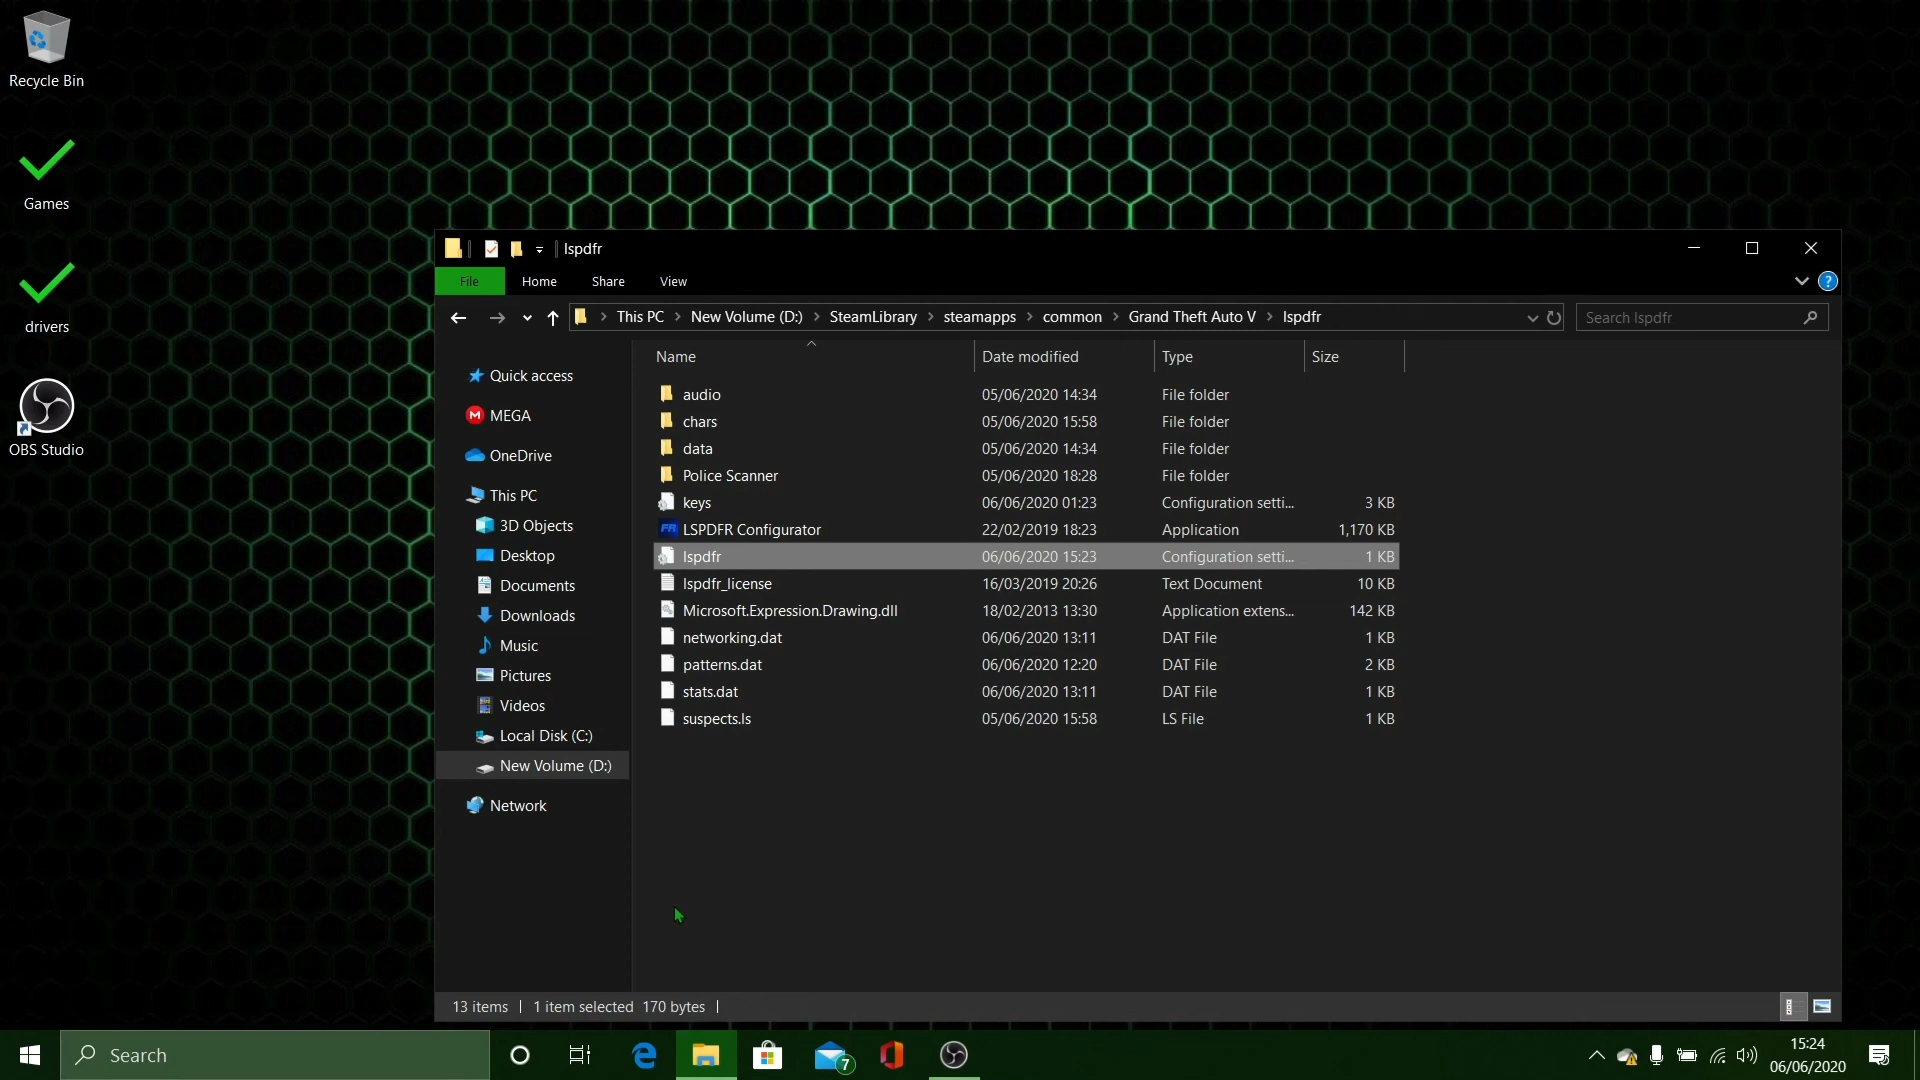 Recycle Bin
Games
drivers
OBS Studio
lspdfr
File Home Share View
This PC New Volume (D:) SteamLibrary steamapps common Grand Theft Auto V lspdfr
Search lspdfr
Quick access
MEGA
OneDrive
This PC
3D Objects
Desktop
Documents
Downloads
Music
Pictures
Videos
Local Disk (C:)
New Volume (D:)
Network
Name Date modified Type Size
audio 05/06/2020 14:34 File folder
chars 05/06/2020 15:58 File folder
data 05/06/2020 14:34 File folder
Police Scanner 05/06/2020 18:28 File folder
keys 06/06/2020 01:23 Configuration setti... 3 KB
LSPDFR Configurator 22/02/2019 18:23 Application 1,170 KB
lspdfr 06/06/2020 15:23 Configuration setti... 1 KB
lspdfr_license 16/03/2019 20:26 Text Document 10 KB
Microsoft.Expression.Drawing.dll 18/02/2013 13:30 Application extens... 142 KB
networking.dat 06/06/2020 13:11 DAT File 1 KB
patterns.dat 06/06/2020 12:20 DAT File 2 KB
stats.dat 06/06/2020 13:11 DAT File 1 KB
suspects.ls 05/06/2020 15:58 LS File 1 KB
13 items 1 item selected 170 bytes
Search
7
15:24
06/06/2020